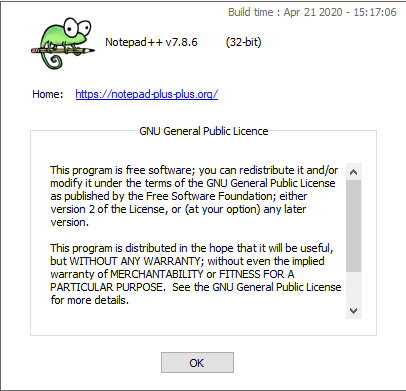 Build time : Apr 21 2020 - 15:17:06
Notepad++ v7.8.6 (32-bit)
Home: https://notepad-plus-plus.org/
GNU General Public Licence
This program is free software; you can redistribute it and/or
modify it under the terms of the GNU General Public License
as published by the Free Software Foundation; either
version 2 of the License, or (at your option) any later
version.
This program is distributed in the hope that it will be useful,
but WITHOUT ANY WARRANTY; without even the implied
warranty of MERCHANTABILITY or FITNESS FOR A
PARTICULAR PURPOSE.  See the GNU General Public License
for more details.
OK